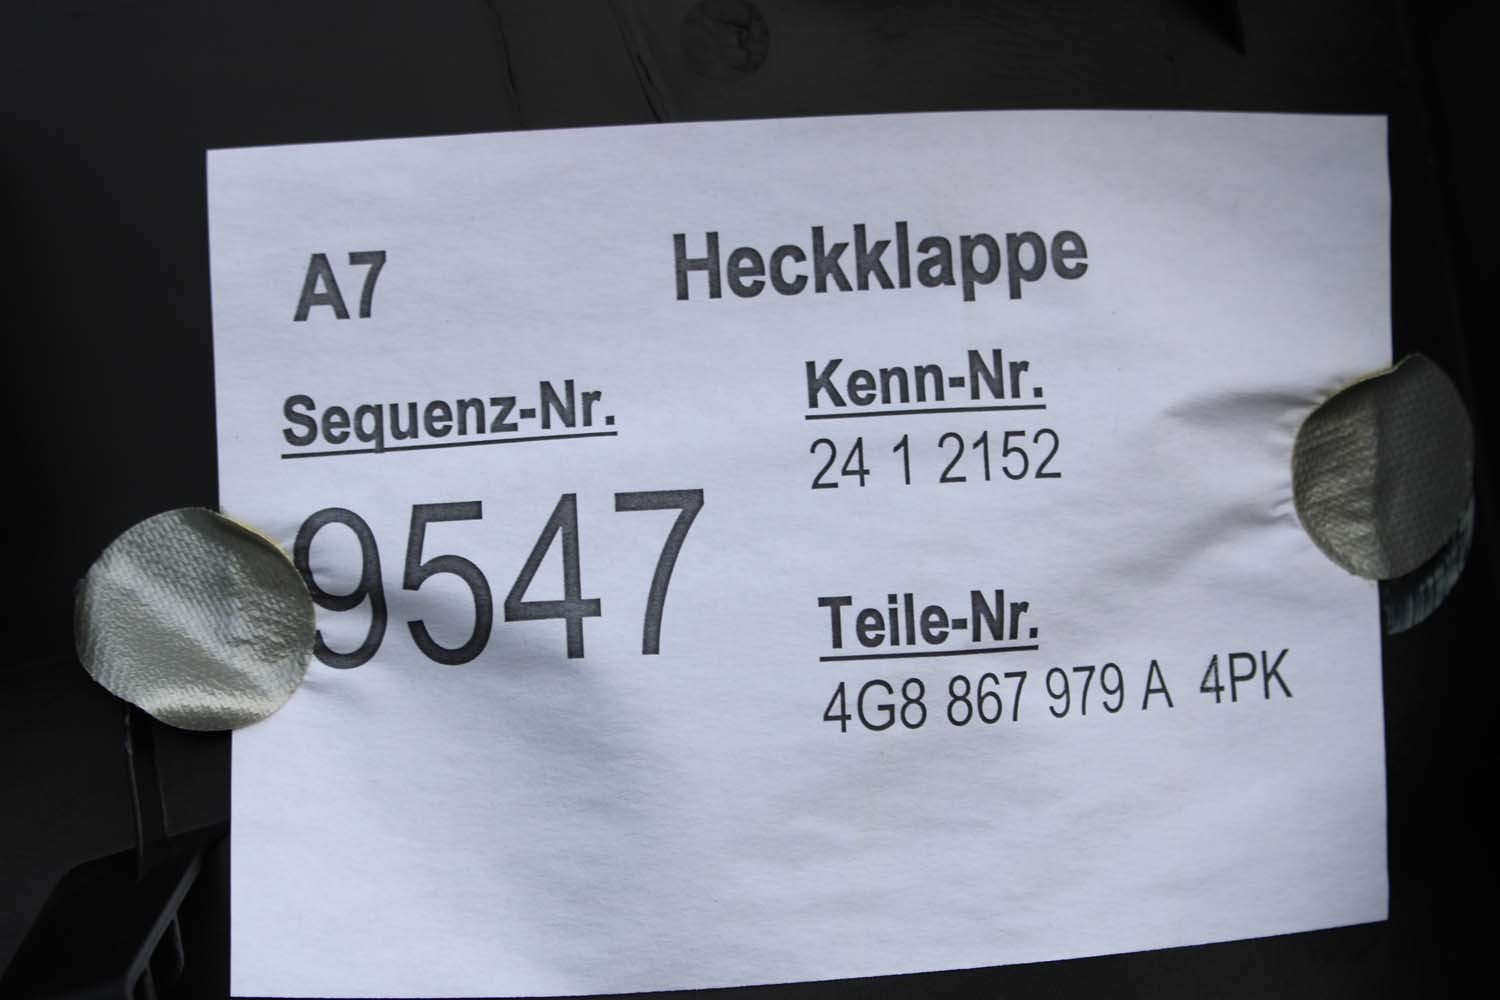 A7 Heckklappe
Sequenz-Nr.
9547
Kenn-Nr.
24 1 2152
Teile-Nr.
4G8 867 979 A 4PK